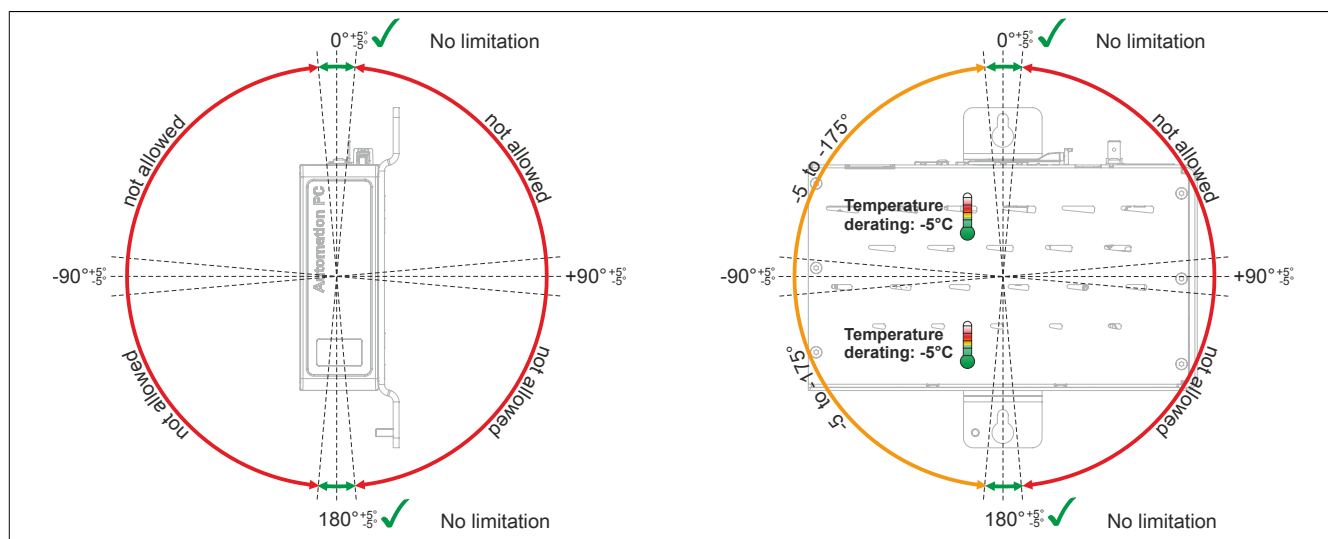 0°+5°-5° No limitation
not allowed
not allowed
Automation PC
-90°+5°-5°
+90°+5°-5°
not allowed
not allowed
180°+5°-5° No limitation
0°+5°-5° No limitation
-5 to -175°
not allowed
Temperature
derating: -5°C
-90°+5°-5°
+90°+5°-5°
Temperature
derating: -5°C
-5 to -175°
not allowed
180°+5°-5° No limitation